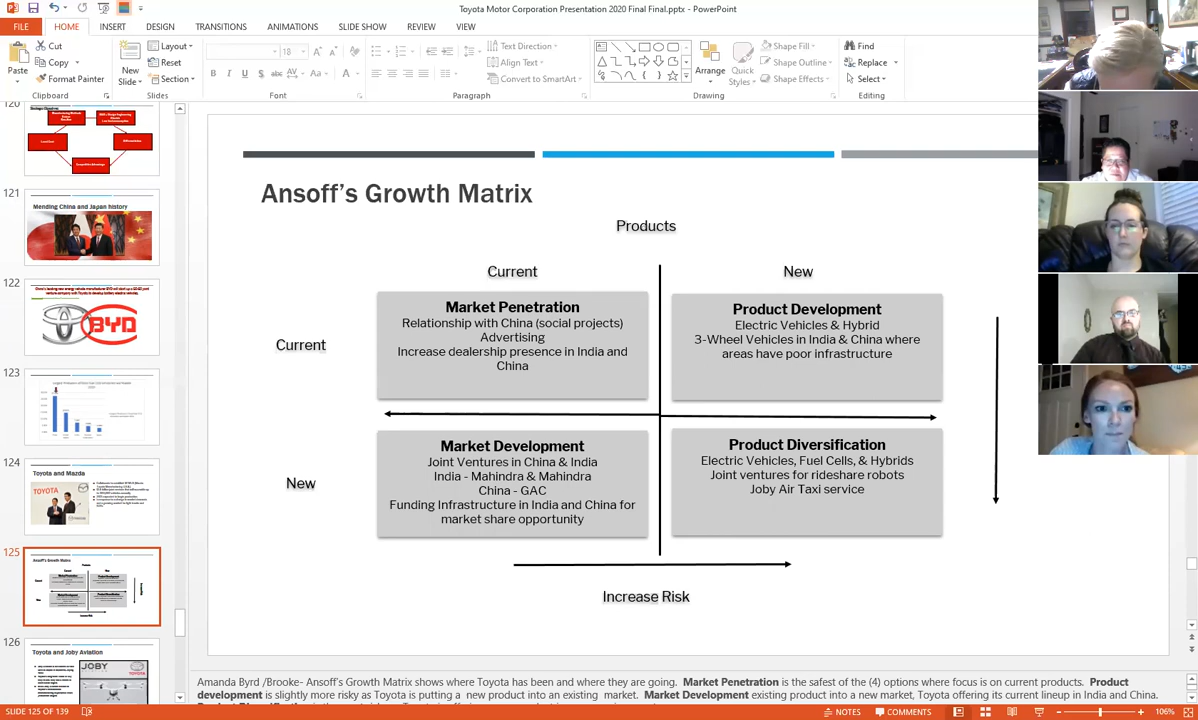 Toyota Motor Corporation Presentation 2020 Final Final.pptx - PowerPoint
FILE HOME INSERT DESIGN TRANSITIONS ANIMATIONS SLIDE SHOW REVIEW VIEW
Paste
Cut
Copy
Format Painter
Clipboard
New
Slide
Layout
Reset
Section
Slides
18
Font
Text Direction
Align Text
Convert to SmartArt
Paragraph
Arrange
Quick
Styles
Shape Fill
Shape Outline
Shape Effects
Drawing
Find
Replace
Select
Editing
120
121
Mending China and Japan history
122
BYD
123
124
Toyota and Mazda
TOYOTA
125
Ansoff's Growth Matrix
126
Toyota and Joby Aviation
JOBY
Ansoff's Growth Matrix
Products
Current
New
Current
Market Penetration
Relationship with China (social projects)
Advertising
Increase dealership presence in India and
China
Product Development
Electric Vehicles & Hybrid
3-Wheel Vehicles in India & China where
areas have poor infrastructure
New
Market Development
Joint Ventures in China & India
India - Mahindra & Mahindra
China - GAC
Funding Infrastructure in India and China for
market share opportunity
Product Diversification
Electric Vehicles, Fuel Cells, & Hybrids
Joint ventures for rideshare robots
Joby Air Taxi service
Increase Risk
Amanda Byrd /Brooke- Ansoff's Growth Matrix shows where Toyota has been and where they are going. Market Penetration is the safest of the (4) options where focus is on current products. Product
development is slightly more risky as Toyota is putting a new product into an existing market. Market Development existing product into a new market, Toyota offering its current lineup in India and China.
SLIDE 125 OF 139
NOTES
COMMENTS
106%